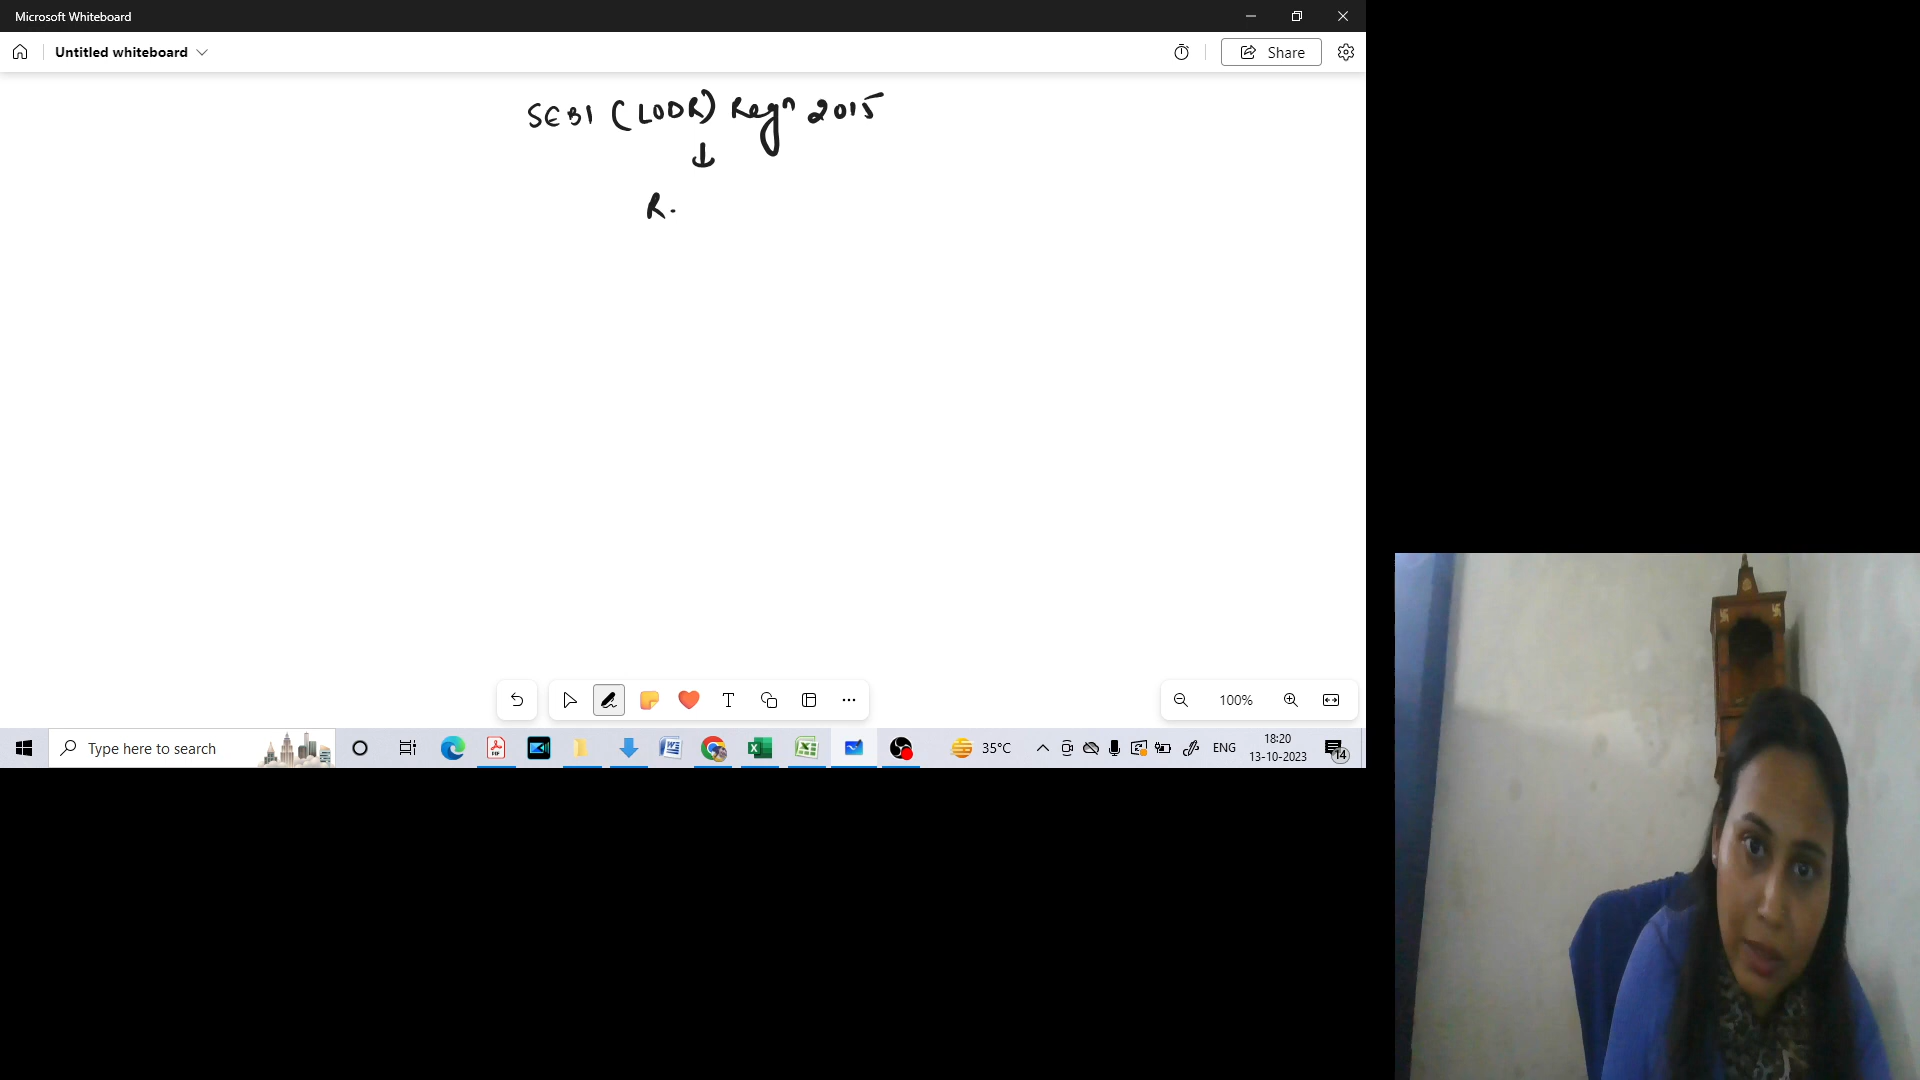 Microsoft Whiteboard
Untitled whiteboard
Share
SEBI (LODR) Regn 2015
↓
R.
100%
Type here to search
35°C
ENG
18:20
13-10-2023
14